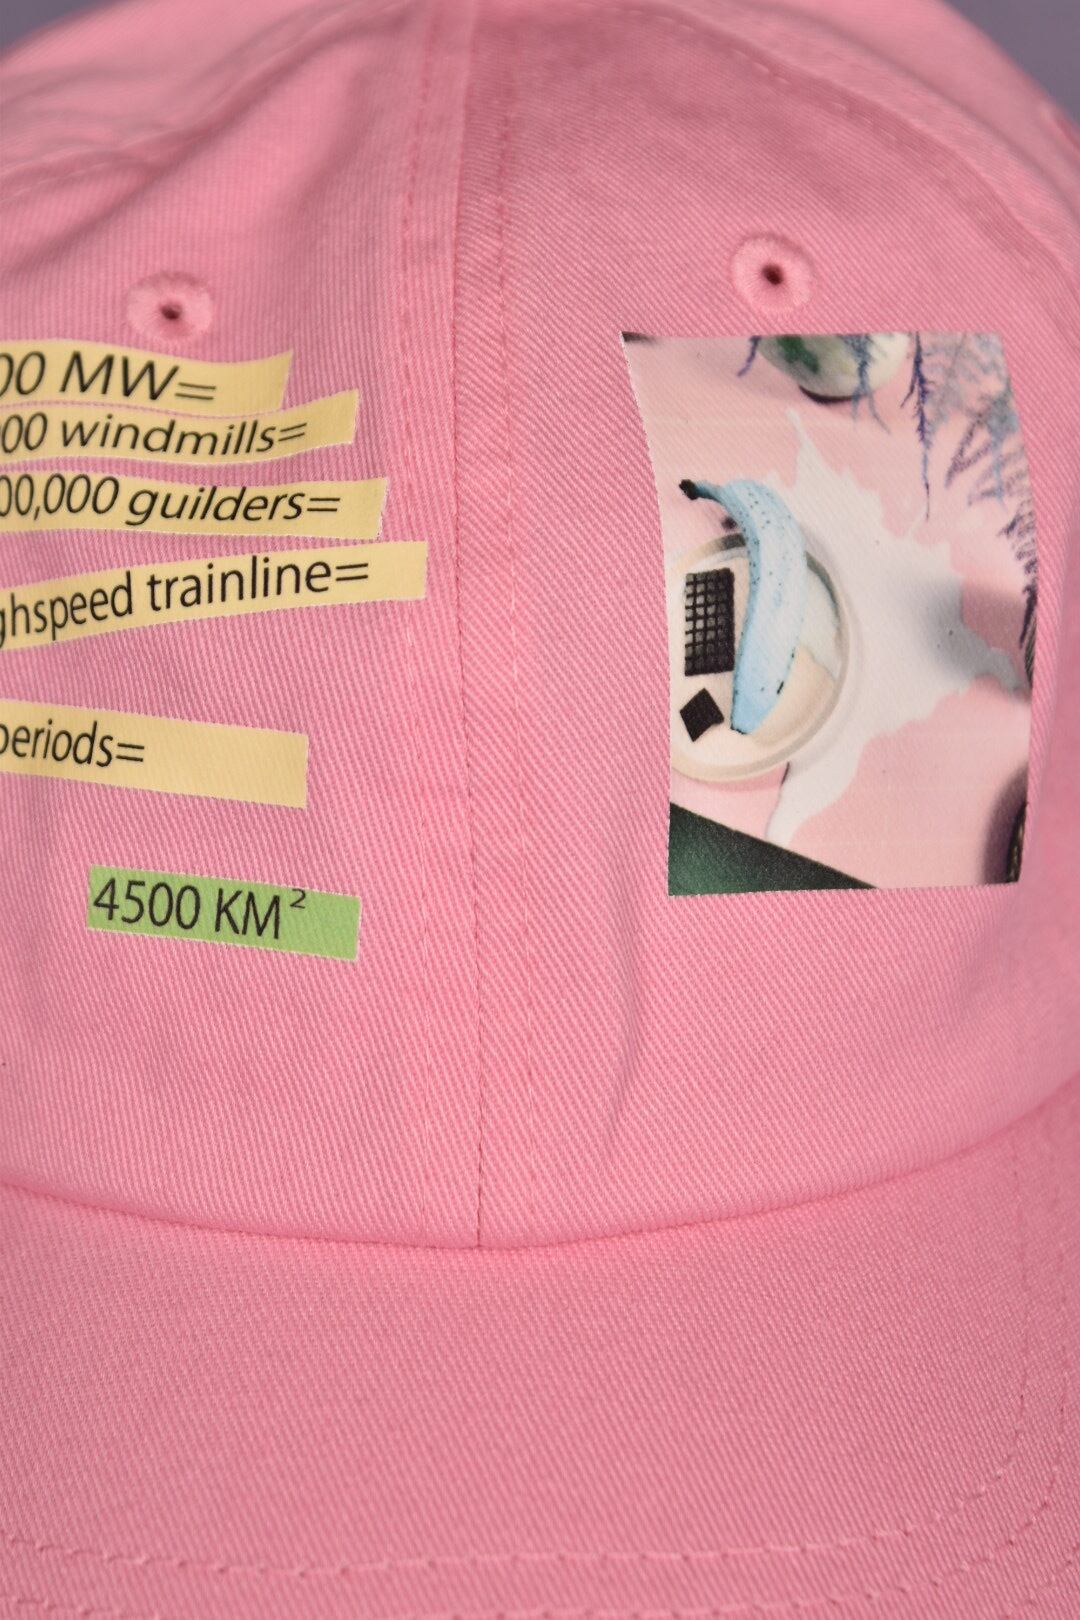 00 MW=
00 windmills=
00,000 guilders=
ghspeed trainline=
periods=
4500 KM²